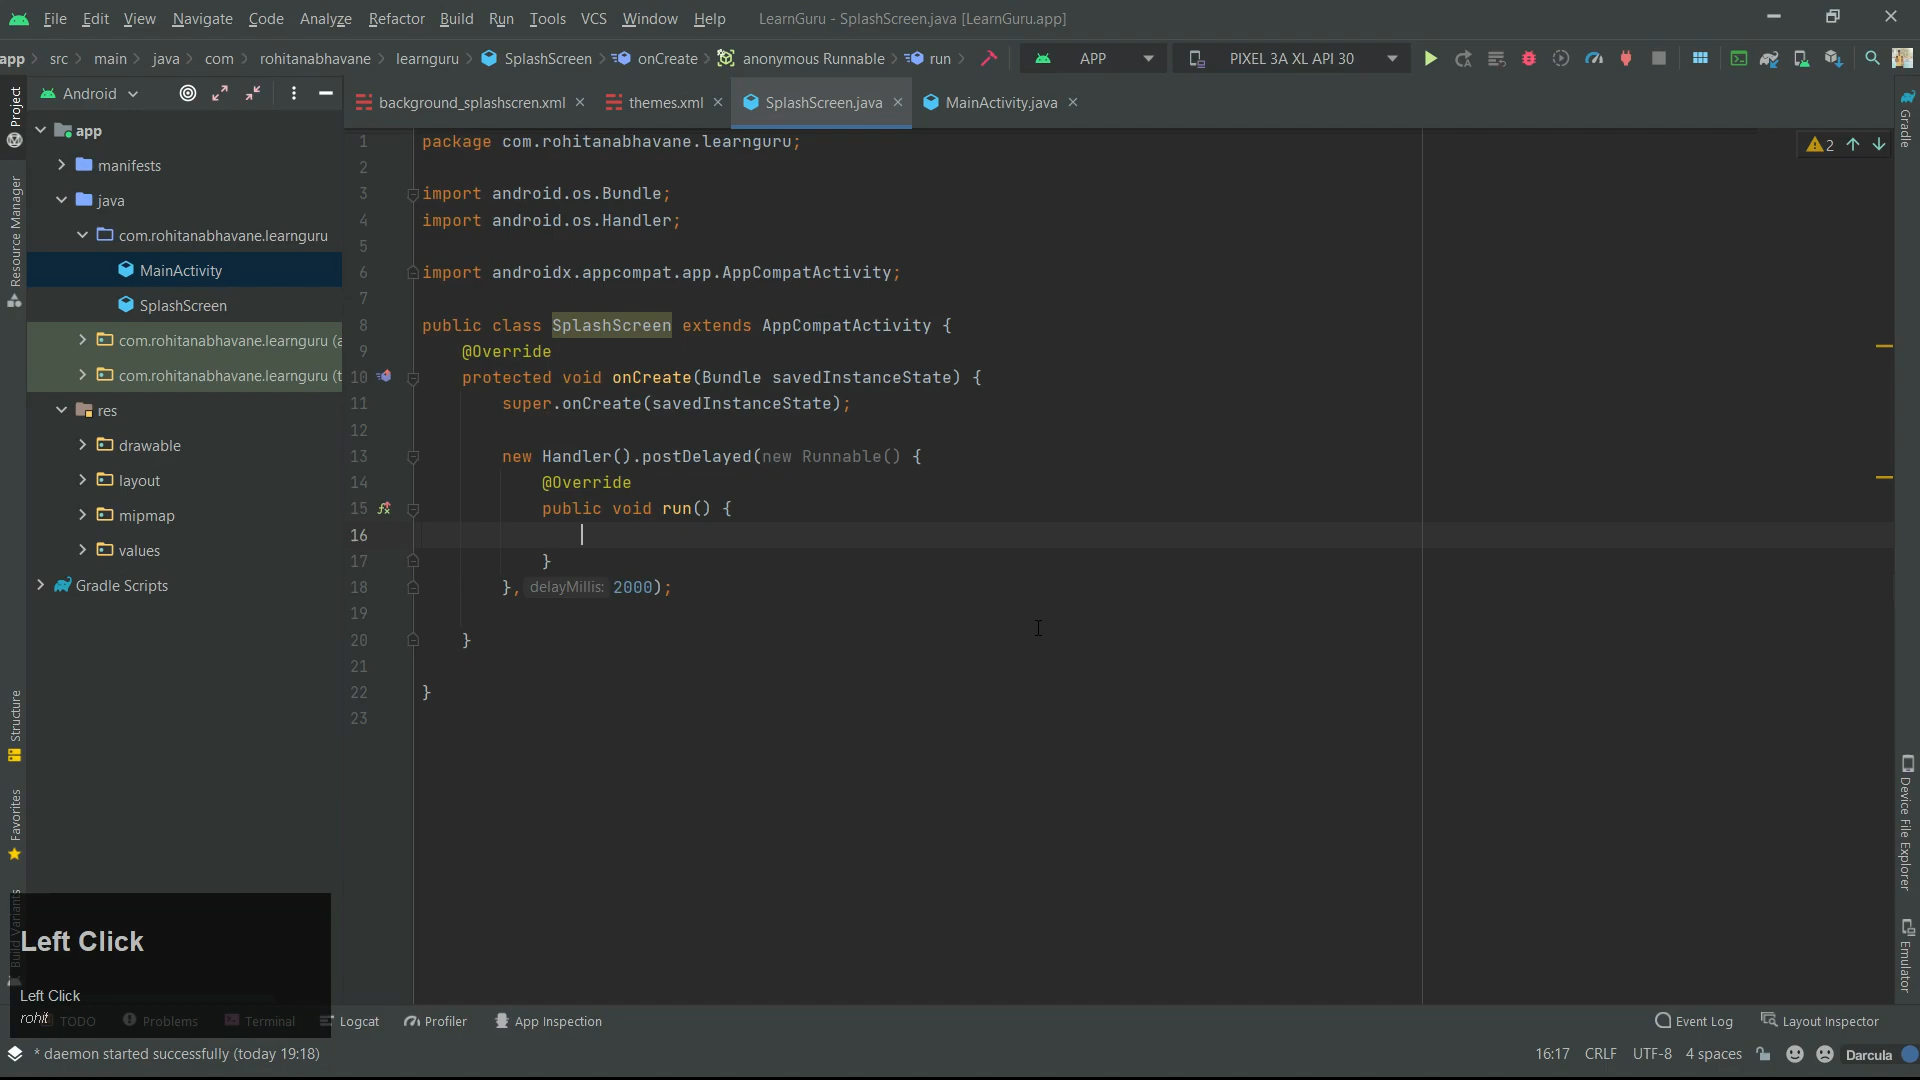 File Edit View Navigate Code Analyze Refactor Build Run Tools VCS Window Help LearnGuru - SplashScreen.java [LearnGuru.app]
app src main java com rohitanabhavane learnguru SplashScreen onCreate anonymous Runnable run APP PIXEL 3A XL API 30
Android
background_splashscren.xml themes.xml SplashScreen.java MainActivity.java
Project
Resource Manager
Structure
Favorites
Build Variants
app
manifests
java
com.rohitanabhavane.learnguru
MainActivity
SplashScreen
com.rohitanabhavane.learnguru (a
com.rohitanabhavane.learnguru (t
res
drawable
layout
mipmap
values
Gradle Scripts
1 package com.rohitanabhavane.learnguru;
2
3 import android.os.Bundle;
4 import android.os.Handler;
5
6 import androidx.appcompat.app.AppCompatActivity;
7
8 public class SplashScreen extends AppCompatActivity {
9 @Override
10 protected void onCreate(Bundle savedInstanceState) {
11 super.onCreate(savedInstanceState);
12
13 new Handler().postDelayed(new Runnable() {
14 @Override
15 public void run() {
16
17 }
18 }, delayMillis: 2000);
19
20 }
21
22 }
23
2
Gradle
Device File Explorer
Emulator
Left Click
Left Click
rohit
TODO Problems Terminal Logcat Profiler App Inspection Event Log Layout Inspector
* daemon started successfully (today 19:18) 16:17 CRLF UTF-8 4 spaces Darcula